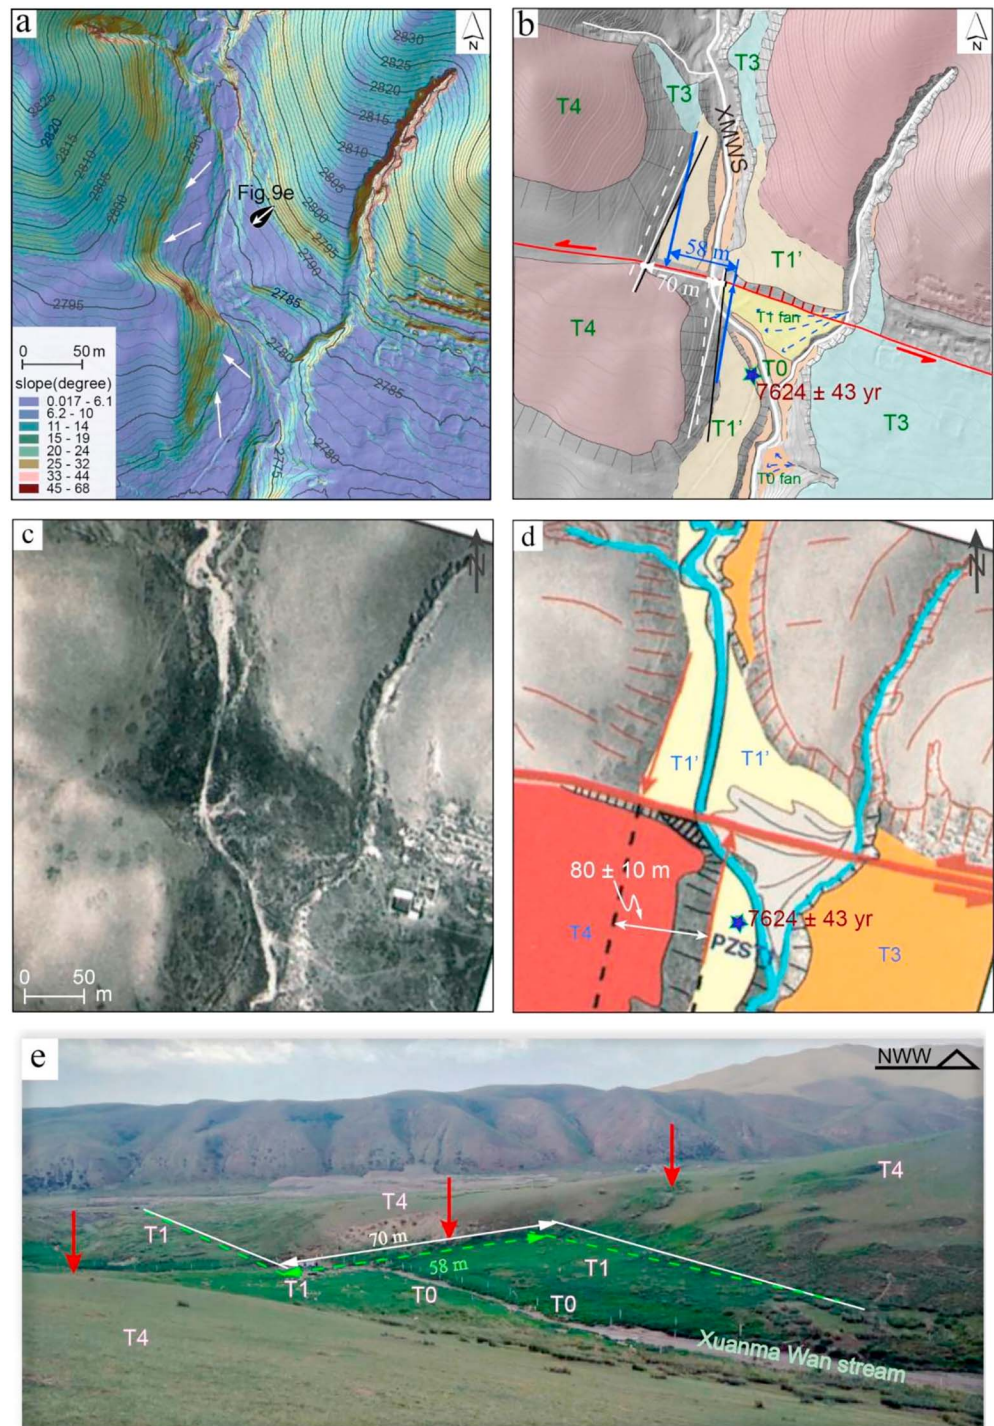 a
N
2830
2825
2820
2815
2810
2805
2800
2795
2790
2785
2825
2820
2815
2810
2805
2800
2790
Fig.9e
2795
2780
2785
2775
2780
0 50 m
slope(degree)
0.017 - 6.1
6.2 - 10
11 - 14
15 - 19
20 - 24
25 - 32
33 - 44
45 - 68
b
N
T4
T3
T3
XMWS
58 m
70 m
T1’
T4
T1 fan
T0
7624 ± 43 yr
T1’
T3
T0 fan
c
N
0 50
m
d
N
T1’
T1’
80 ± 10 m
T4
7624 ± 43 yr
PZS
T3
e
NWW
T4
T4
T1
70 m
58 m
T1
T1
T0
T0
T4
Xuanma Wan stream